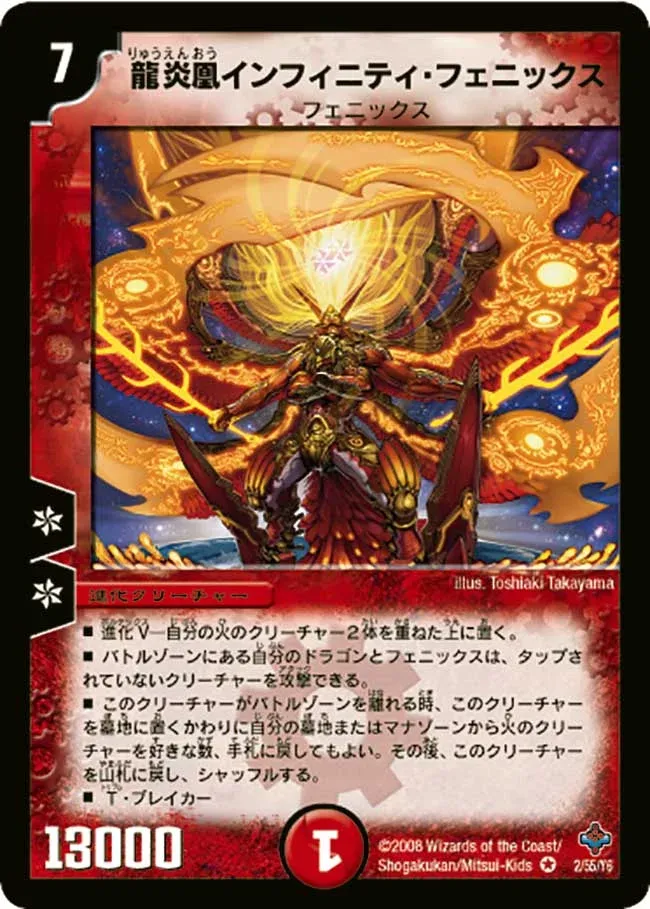 7
りゅうえんおう
龍炎凰インフィニティ・フェニックス
フェニックス
illus. Toshiaki Takayama
進化クリーチャー
■ 進化V―自分の火のクリーチャー2体を重ねた上に置く。
■ バトルゾーンにある自分のドラゴンとフェニックスは、タップさ
れていないクリーチャーを攻撃できる。
■ このクリーチャーがバトルゾーンを離れる時、このクリーチャー
を墓地に置くかわりに自分の墓地またはマナゾーンから火のクリー
チャーを好きな数、手札に戻してもよい。その後、このクリーチャー
を山札に戻し、シャッフルする。
■ T・ブレイカー
13000
1
©2008 Wizards of the Coast/
Shogakukan/Mitsui-Kids
2/55/Y6